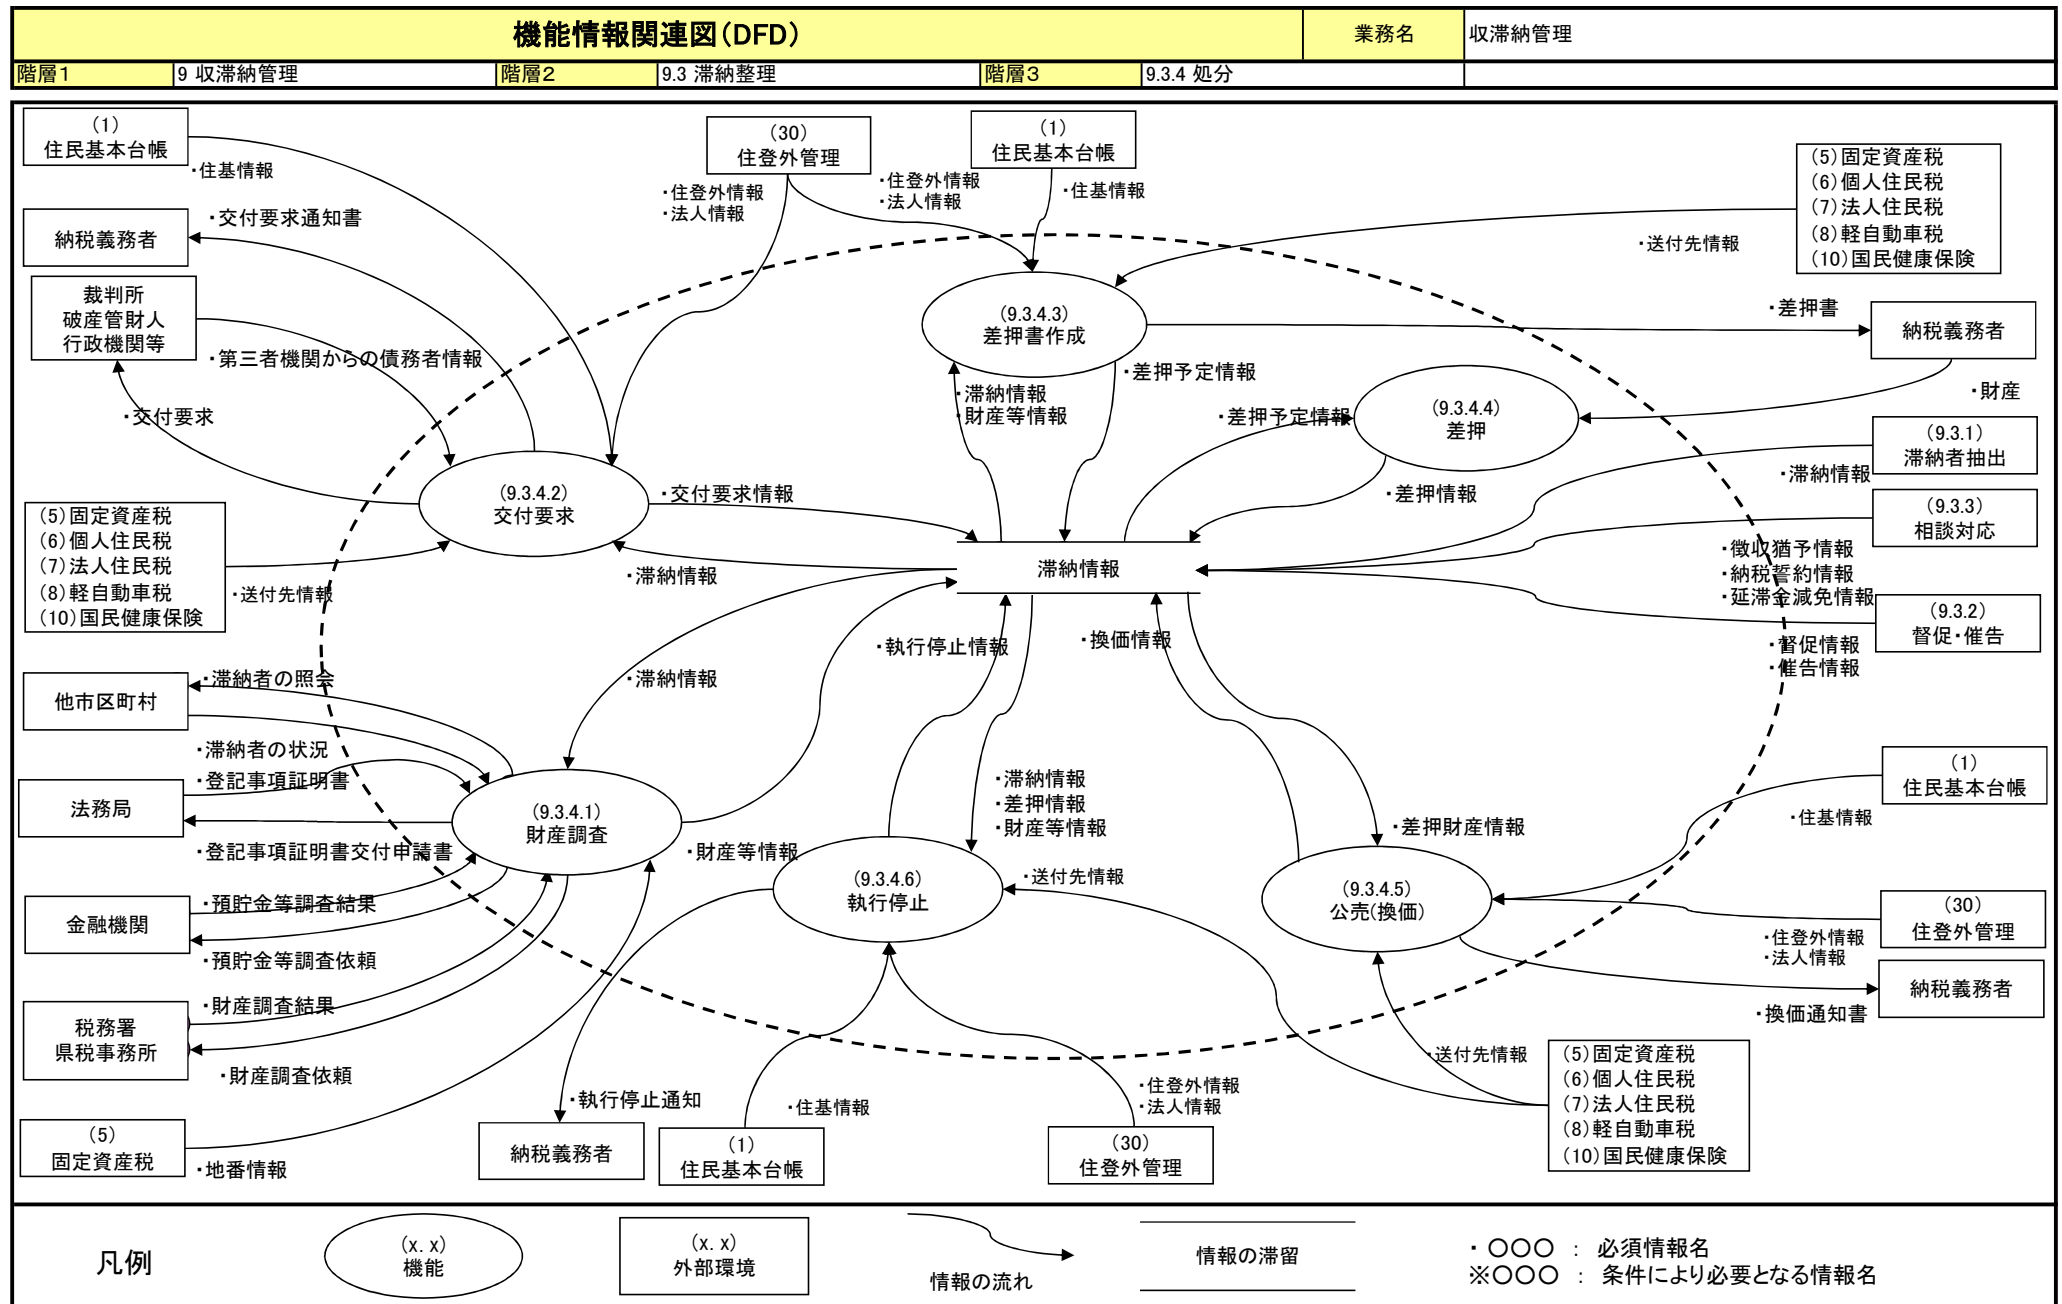 機能情報関連図(DFD)
業務名
収滞納管理
階層1
9 収滞納管理
階層2
9.3 滞納整理
階層3
9.3.4 処分
(1)
住民基本台帳
・住基情報
納税義務者
・交付要求通知書
裁判所
破産管財人
行政機関等
・第三者機関からの債務者情報
・交付要求
(30)
住登外管理
・住登外情報
・法人情報
・住登外情報
・法人情報
(1)
住民基本台帳
・住基情報
(5)固定資産税
(6)個人住民税
(7)法人住民税
(8)軽自動車税
(10)国民健康保険
・送付先情報
(9.3.4.3)
差押書作成
・差押書
納税義務者
・財産
・滞納情報
・財産等情報
・差押予定情報
・差押予定情報
(9.3.4.4)
差押
・差押情報
(9.3.1)
滞納者抽出
・滞納情報
(9.3.3)
相談対応
・徴収猶予情報
・納税誓約情報
・延滞金減免情報
(9.3.2)
督促・催告
・督促情報
・催告情報
(9.3.4.2)
交付要求
・交付要求情報
・滞納情報
(5)固定資産税
(6)個人住民税
(7)法人住民税
(8)軽自動車税
(10)国民健康保険
・送付先情報
滞納情報
・執行停止情報
・換価情報
・滞納情報
他市区町村
・滞納者の照会
・滞納者の状況
法務局
・登記事項証明書
・登記事項証明書交付申請書
(9.3.4.1)
財産調査
・財産等情報
金融機関
・預貯金等調査結果
・預貯金等調査依頼
税務署
県税事務所
・財産調査結果
・財産調査依頼
(5)
固定資産税
・地番情報
・滞納情報
・差押情報
・財産等情報
(9.3.4.6)
執行停止
・送付先情報
・執行停止通知
納税義務者
(1)
住民基本台帳
・住基情報
(30)
住登外管理
・住登外情報
・法人情報
・差押財産情報
(9.3.4.5)
公売(換価)
(1)
住民基本台帳
・住基情報
(30)
住登外管理
・住登外情報
・法人情報
納税義務者
・換価通知書
・送付先情報
(5)固定資産税
(6)個人住民税
(7)法人住民税
(8)軽自動車税
(10)国民健康保険
凡例
(x. x)
機能
(x. x)
外部環境
情報の流れ
情報の滞留
・ 〇〇〇 : 必須情報名
※〇〇〇 : 条件により必要となる情報名